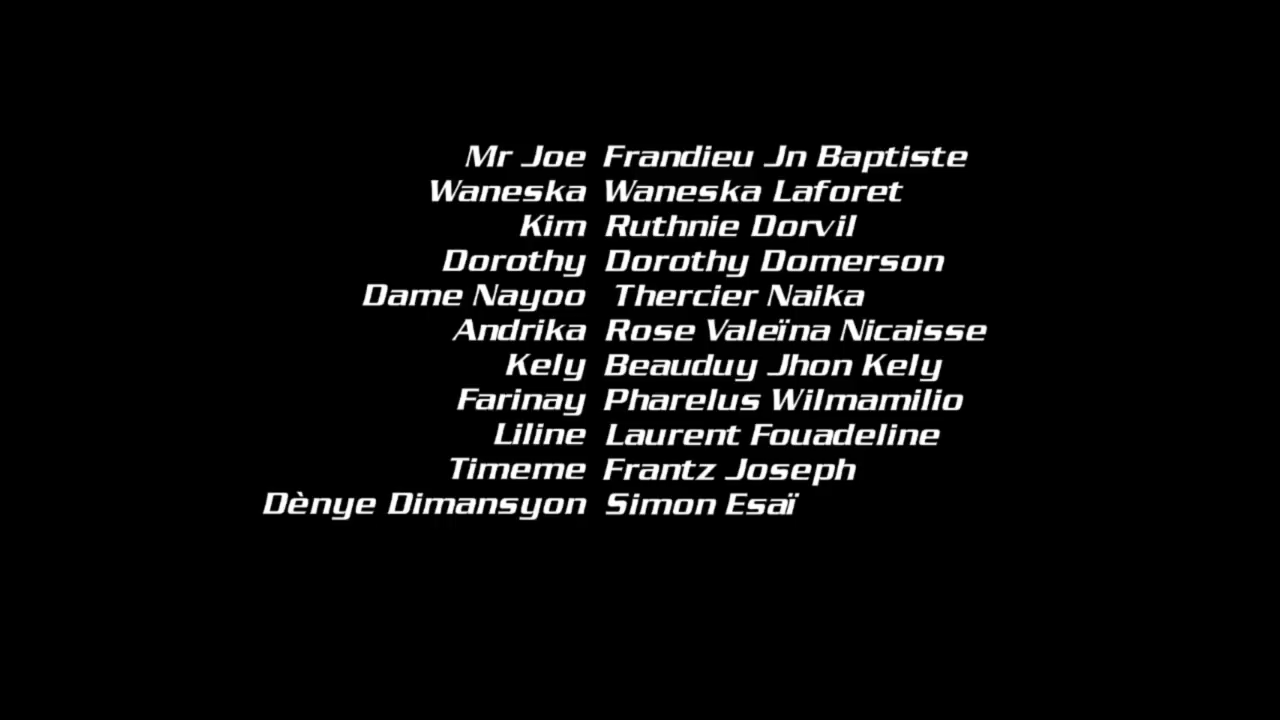 Mr Joe Frandieu Jn Baptiste
Waneska Waneska Laforet
Kim Ruthnie Dorvil
Dorothy Dorothy Domerson
Dame Nayoo Thercier Naika
Andrika Rose Valeïna Nicaisse
Kely Beauduy Jhon Kely
Farinay Pharelus Wilmamilio
Liline Laurent Fouadeline
Timeme Frantz Joseph
Dènye Dimansyon Simon Esaï